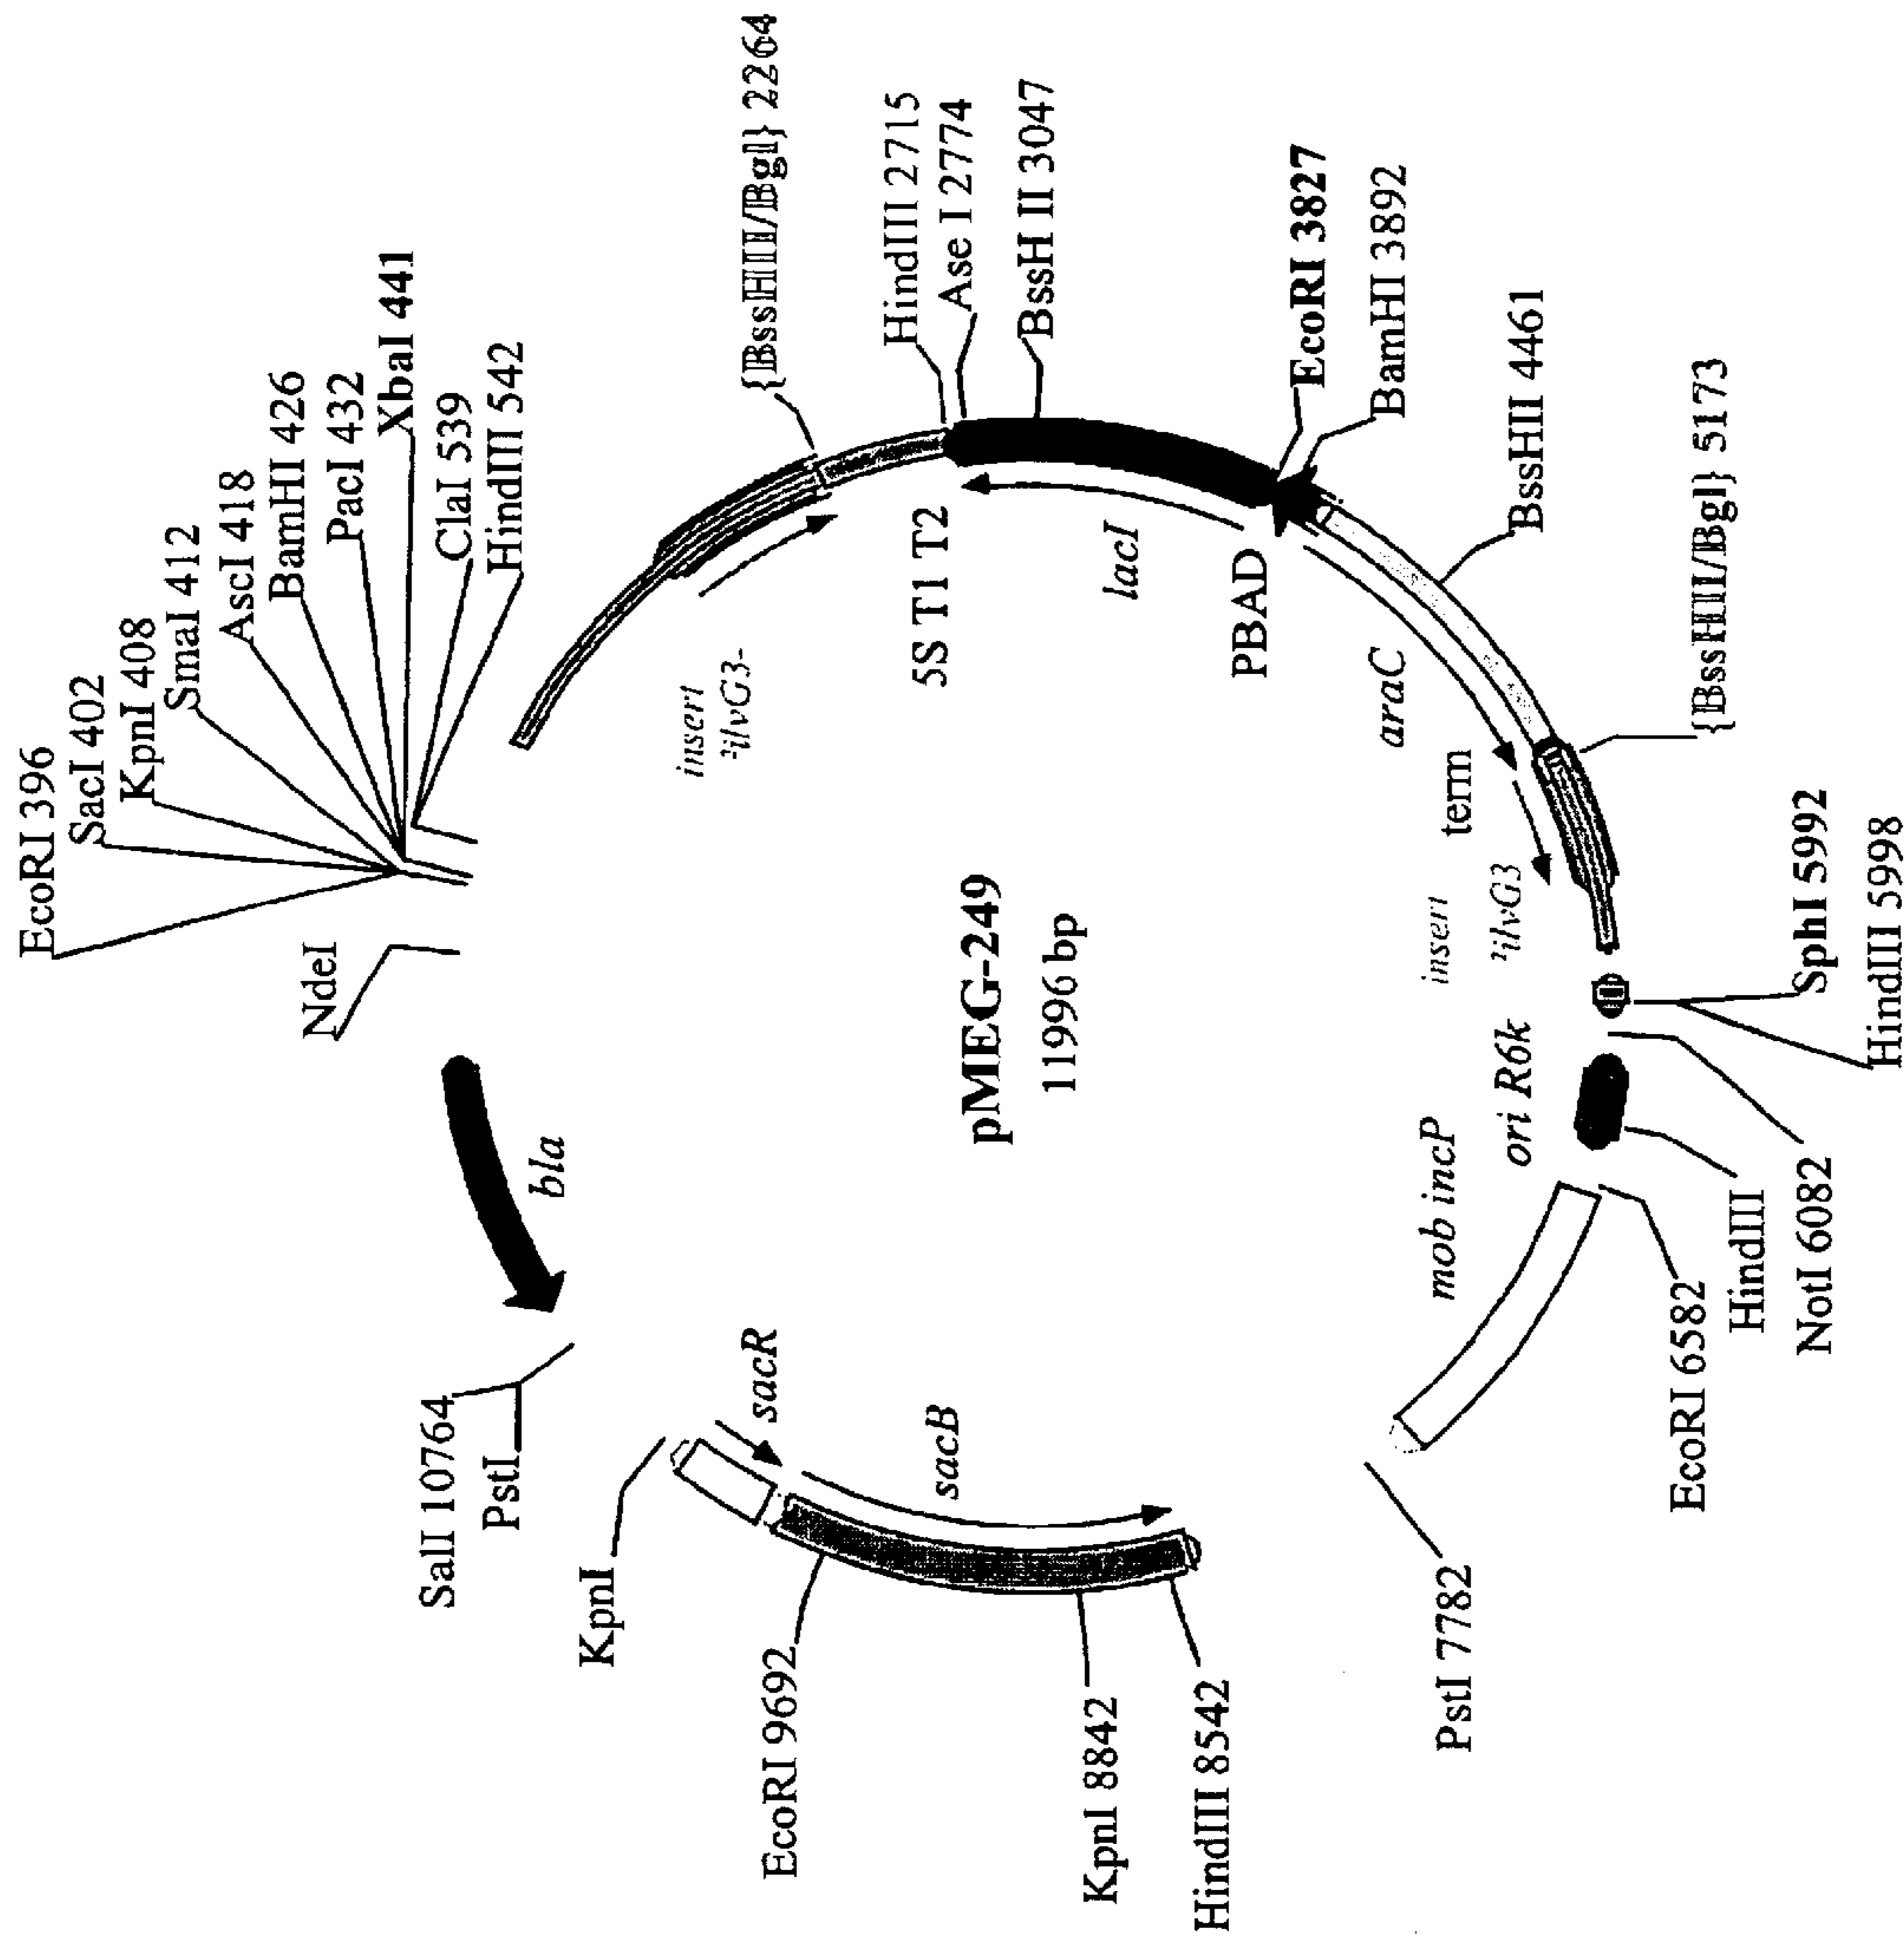 EcoRI 396
SacI 402
KpnI 408
SmaI 412
AscI 418
BamHI 426
PacI 432
XbaI 441
ClaI 539
HindIII 542
{BssHII/BglI} 2264
HindIII 2715
Ase I 2774
BssH II 3047
EcoRI 3827
BamHI 3892
BssHII 4461
{BssHII/BglI} 5173
SphI 5992
HindIII 5998
NotI 6082
HindIII
EcoRI 6582
PstI 7782
HindIII 8542
KpnI 8842
EcoRI 9692
KpnI
PstI
SalI 10764
NdeI
bla
sacR
sacB
mob incP
ori R6k
insert
'ilvG3
term
araC
PBAD
lacI
5S T1 T2
insert
'ilvG3-
pMEG-249
11996 bp